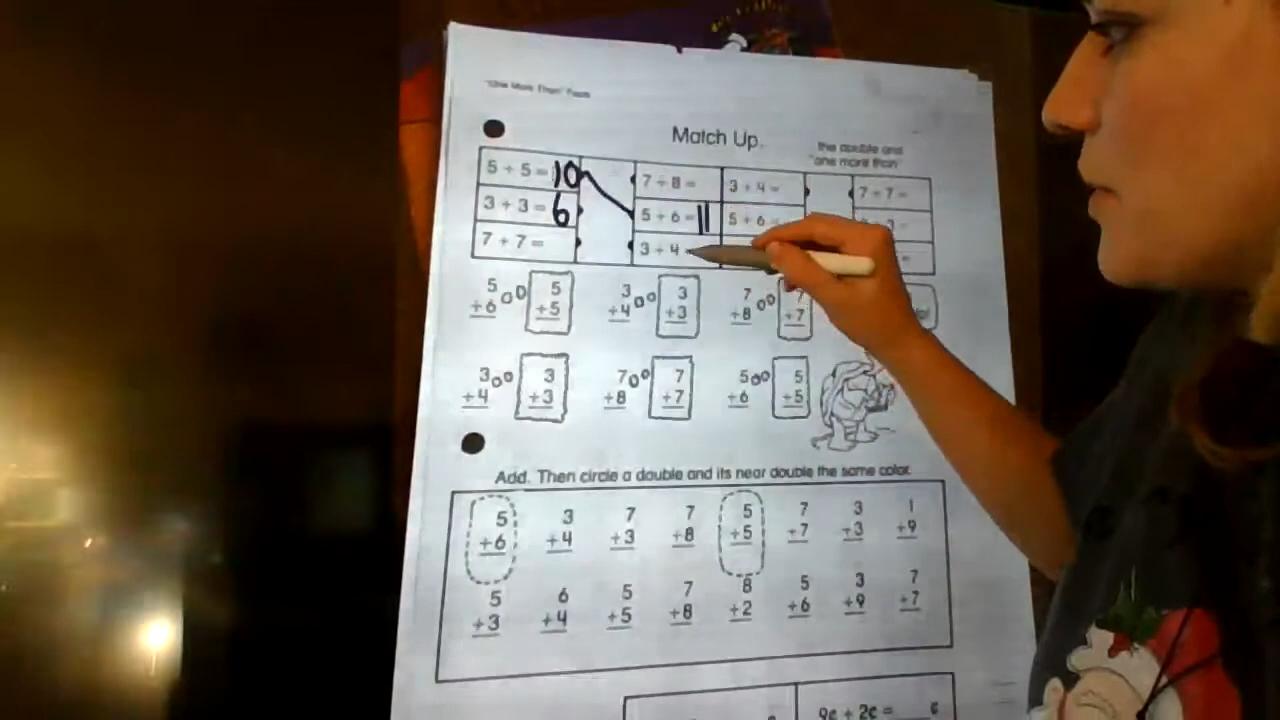 "One More Than" Facts
Match Up.
the double and
"one more than"
5 + 5 = 10
7 + 8 =
3 + 4 =
7 + 7 =
3 + 3 = 6
5 + 6 = 11
5 + 6 =
7 + 7 =
3 + 4 =
5 +6
5 +5
3 +4
3 +3
7 +8
7 +7
3 +4
3 +3
7 +8
7 +7
5 +6
5 +5
Add. Then circle a double and its near double the same color.
5 3 7 7 5 7 3 1
+6 +4 +3 +8 +5 +7 +3 +9
5 6 5 7 8 5 3 7
+3 +4 +5 +8 +2 +6 +9 +7
9¢ + 2¢ = ¢